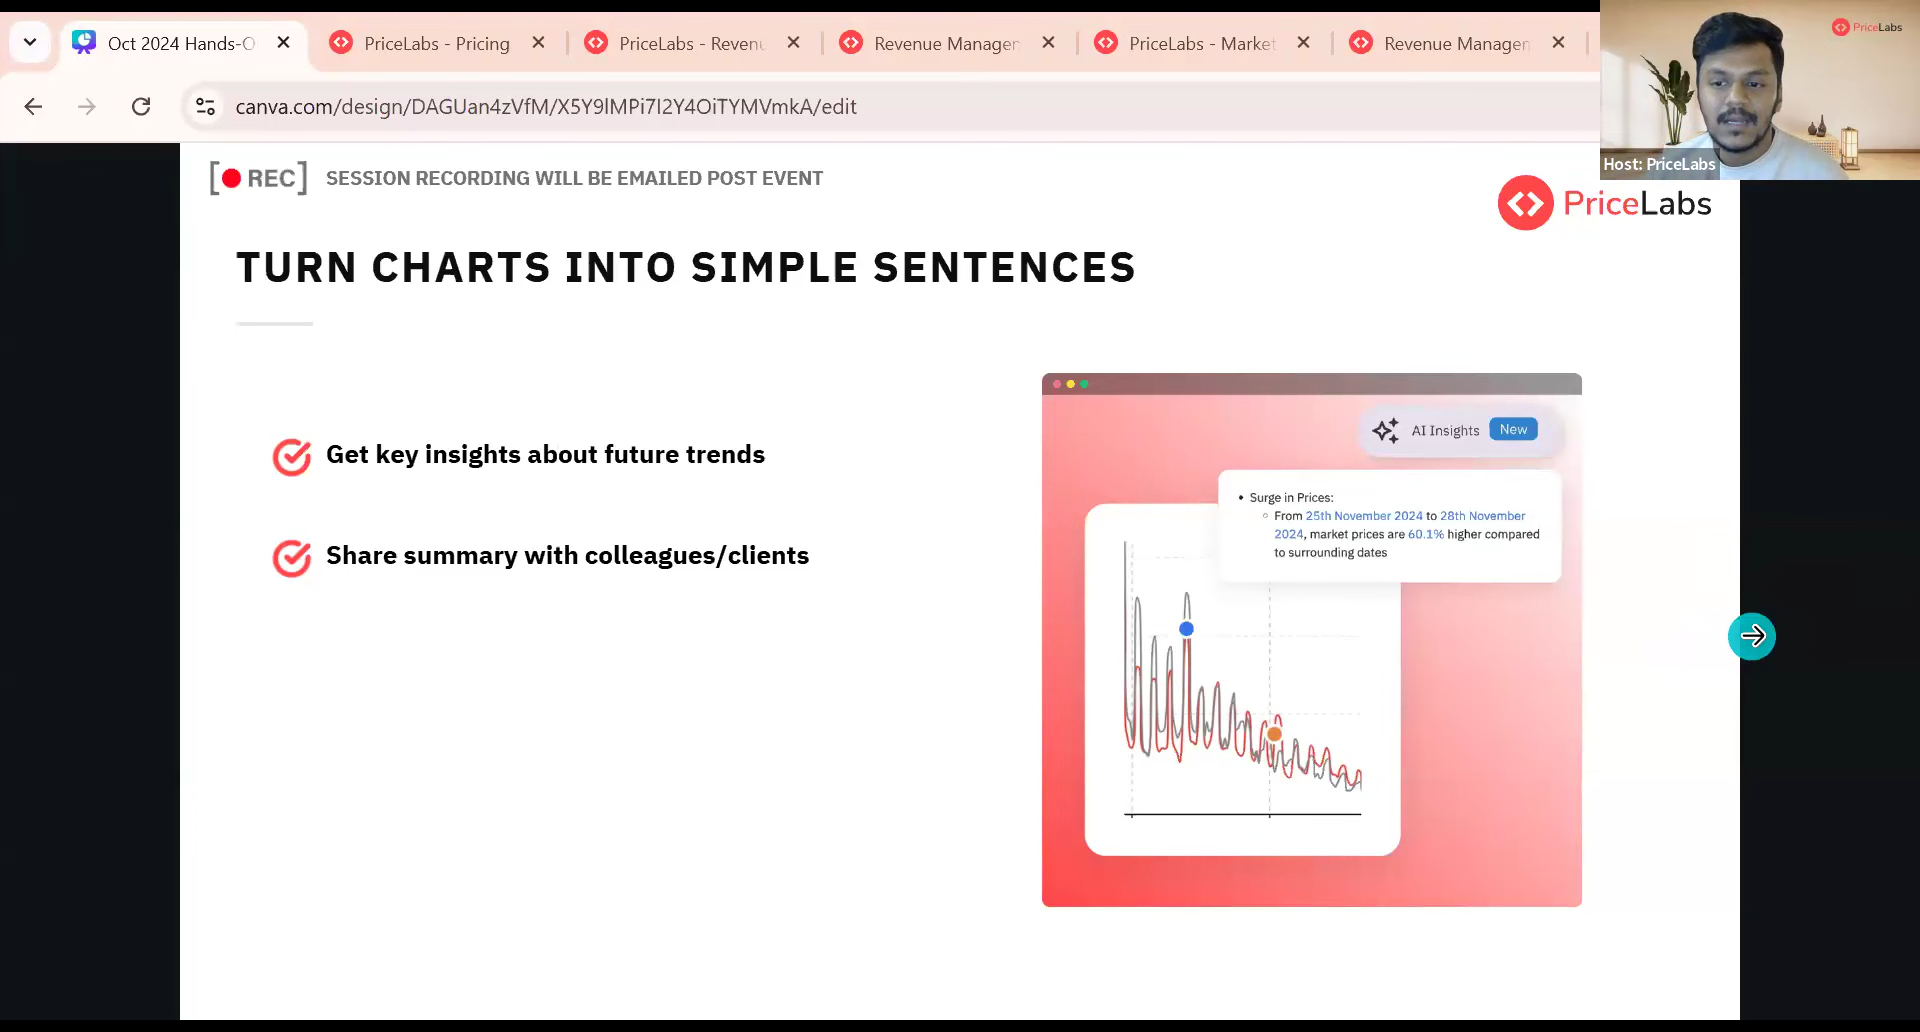 Oct 2024 Hands-O
PriceLabs - Pricing
PriceLabs - Revenu
Revenue Managem
PriceLabs - Market
Revenue Managem
canva.com/design/DAGUan4zVfM/X5Y9lMPi7I2Y4OiTYMVmkA/edit
PriceLabs
Host: PriceLabs
[REC] SESSION RECORDING WILL BE EMAILED POST EVENT
PriceLabs
TURN CHARTS INTO SIMPLE SENTENCES
Get key insights about future trends
Share summary with colleagues/clients
AI Insights New
• Surge in Prices:
○ From 25th November 2024 to 28th November
2024, market prices are 60.1% higher compared
to surrounding dates